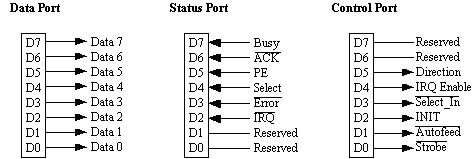 Data Port Status Port Control Port
D7 Data 7 D7 Busy D7 Reserved
D6 Data 6 D6 ACK D6 Reserved
D5 Data 5 D5 PE D5 Direction
D4 Data 4 D4 Select D4 IRQ Enable
D3 Data 3 D3 Error D3 Select_In
D2 Data 2 D2 IRQ D2 INIT
D1 Data 1 D1 Reserved D1 Autofeed
D0 Data 0 D0 Reserved D0 Strobe